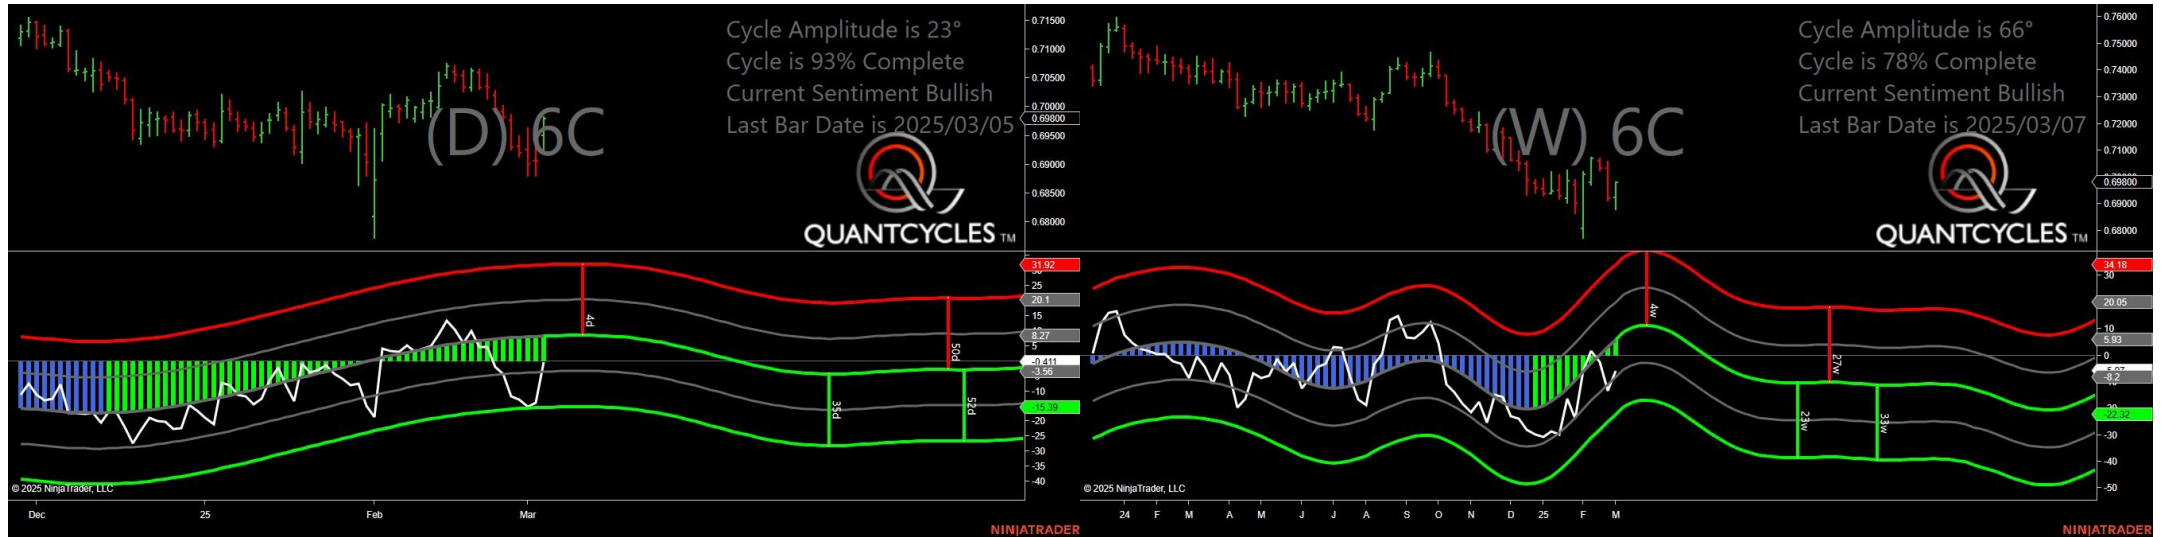 Cycle Amplitude is 23°
Cycle is 93% Complete
Current Sentiment Bullish
Last Bar Date is 2025/03/05
(D) 6C
QUANTCYCLES TM
0.71500
0.71000
0.70500
0.70000
0.69800
0.69500
0.69000
0.68500
0.68000
31.92
25
20.1
15
8.27
5
-0.411
-3.56
-10
-15.39
-20
-25
-30
-35
-40
4d
50d
35d
52d
© 2025 NinjaTrader, LLC
Dec
25
Feb
Mar
NINJATRADER
Cycle Amplitude is 66°
Cycle is 78% Complete
Current Sentiment Bullish
Last Bar Date is 2025/03/07
(W) 6C
QUANTCYCLES TM
0.76000
0.75000
0.74000
0.73000
0.72000
0.71000
0.69800
0.69000
0.68000
34.18
30
20.05
10
5.93
0
-8.2
-22.32
-30
-40
-50
4w
27w
23w
33w
© 2025 NinjaTrader, LLC
24
F
M
A
M
J
J
A
S
O
N
D
25
F
M
NINJATRADER